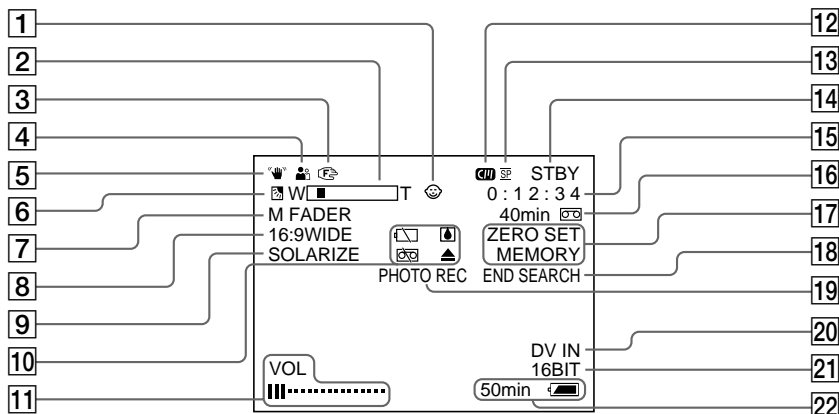 1
2
3
4
5
6
7
8
9
10
11
12
13
14
15
16
17
18
19
20
21
22
SP STBY
W T 0:12:34
M FADER 40min
16:9WIDE ZERO SET
SOLARIZE MEMORY
PHOTO REC END SEARCH
DV IN
VOL 16BIT
50min